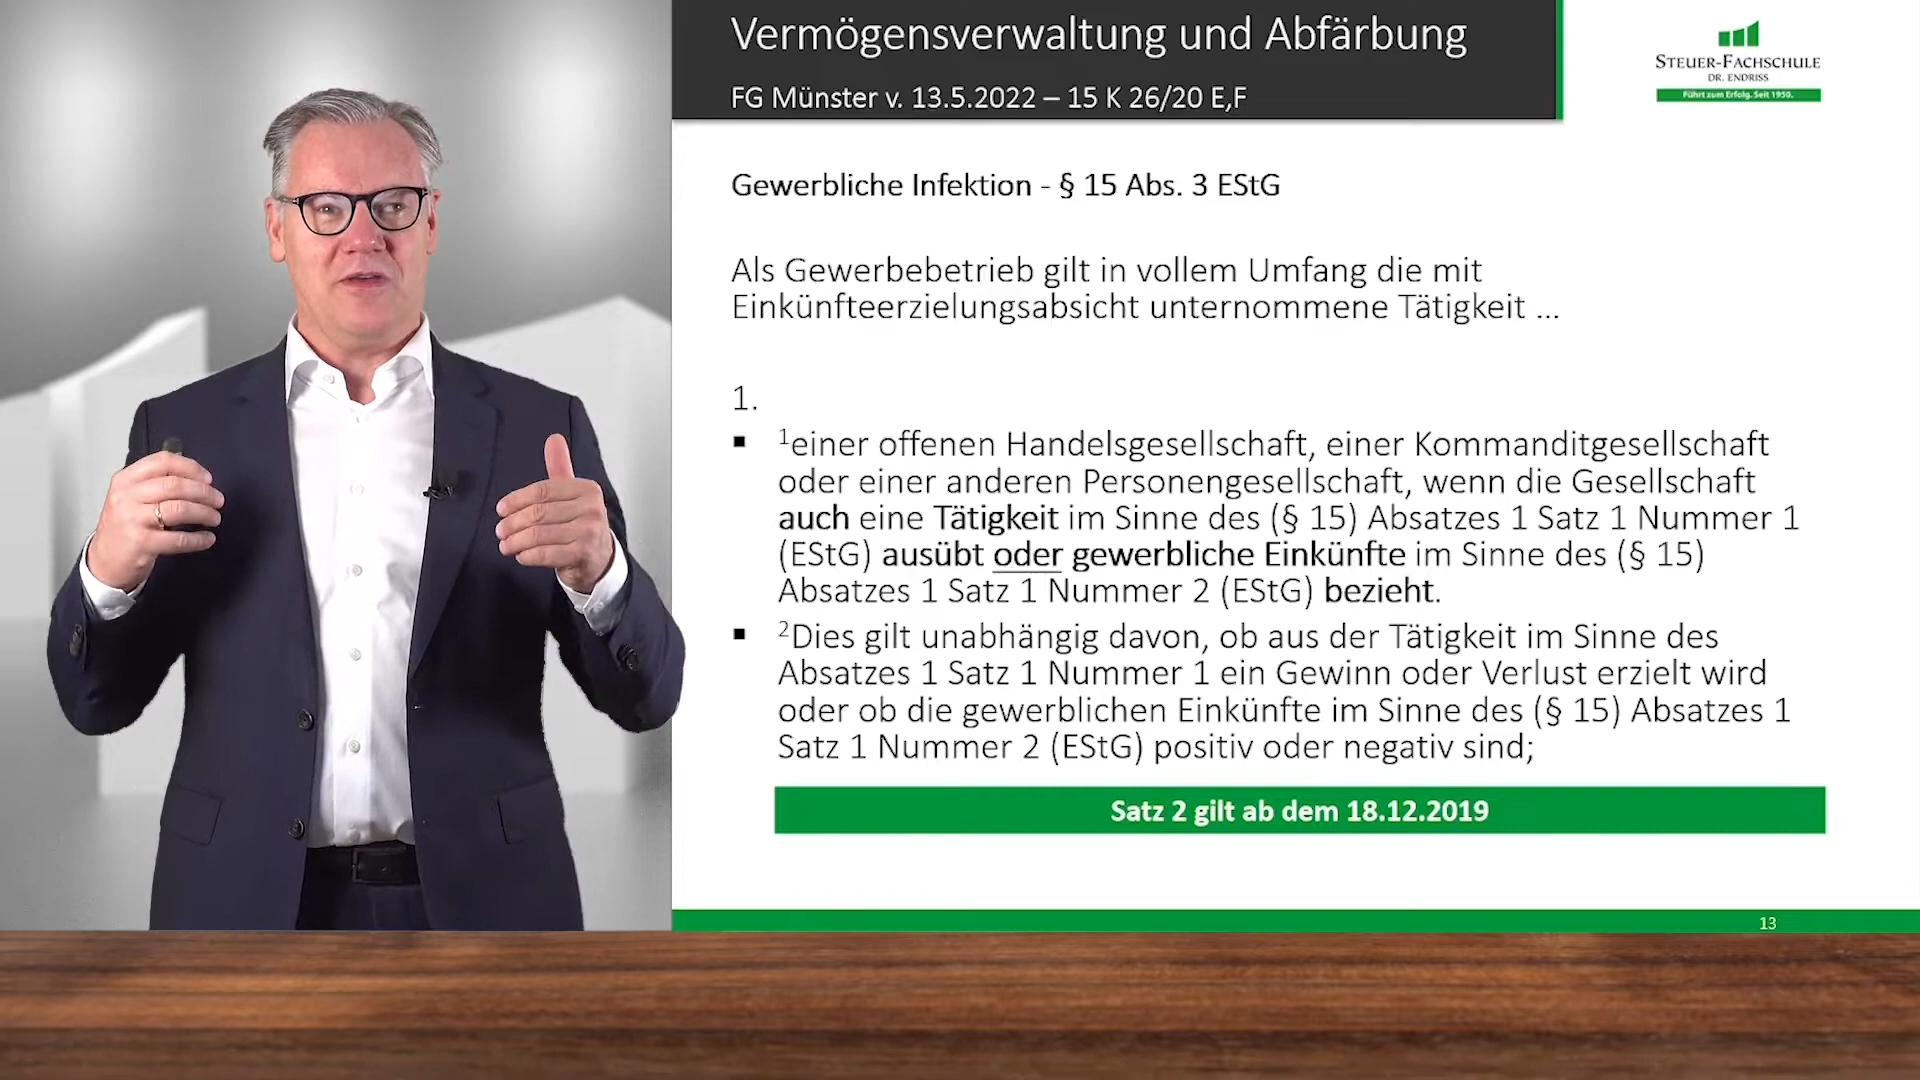 Vermögensverwaltung und Abfärbung
FG Münster v. 13.5.2022 – 15 K 26/20 E,F
STEUER-FACHSCHULE
DR. ENDRISS
Führt zum Erfolg. Seit 1950.
Gewerbliche Infektion - § 15 Abs. 3 EStG
Als Gewerbebetrieb gilt in vollem Umfang die mit
Einkünfteerzielungsabsicht unternommene Tätigkeit ...
1.
▪ ¹einer offenen Handelsgesellschaft, einer Kommanditgesellschaft
oder einer anderen Personengesellschaft, wenn die Gesellschaft
auch eine Tätigkeit im Sinne des (§ 15) Absatzes 1 Satz 1 Nummer 1
(EStG) ausübt oder gewerbliche Einkünfte im Sinne des (§ 15)
Absatzes 1 Satz 1 Nummer 2 (EStG) bezieht.
▪ ²Dies gilt unabhängig davon, ob aus der Tätigkeit im Sinne des
Absatzes 1 Satz 1 Nummer 1 ein Gewinn oder Verlust erzielt wird
oder ob die gewerblichen Einkünfte im Sinne des (§ 15) Absatzes 1
Satz 1 Nummer 2 (EStG) positiv oder negativ sind;
Satz 2 gilt ab dem 18.12.2019
13